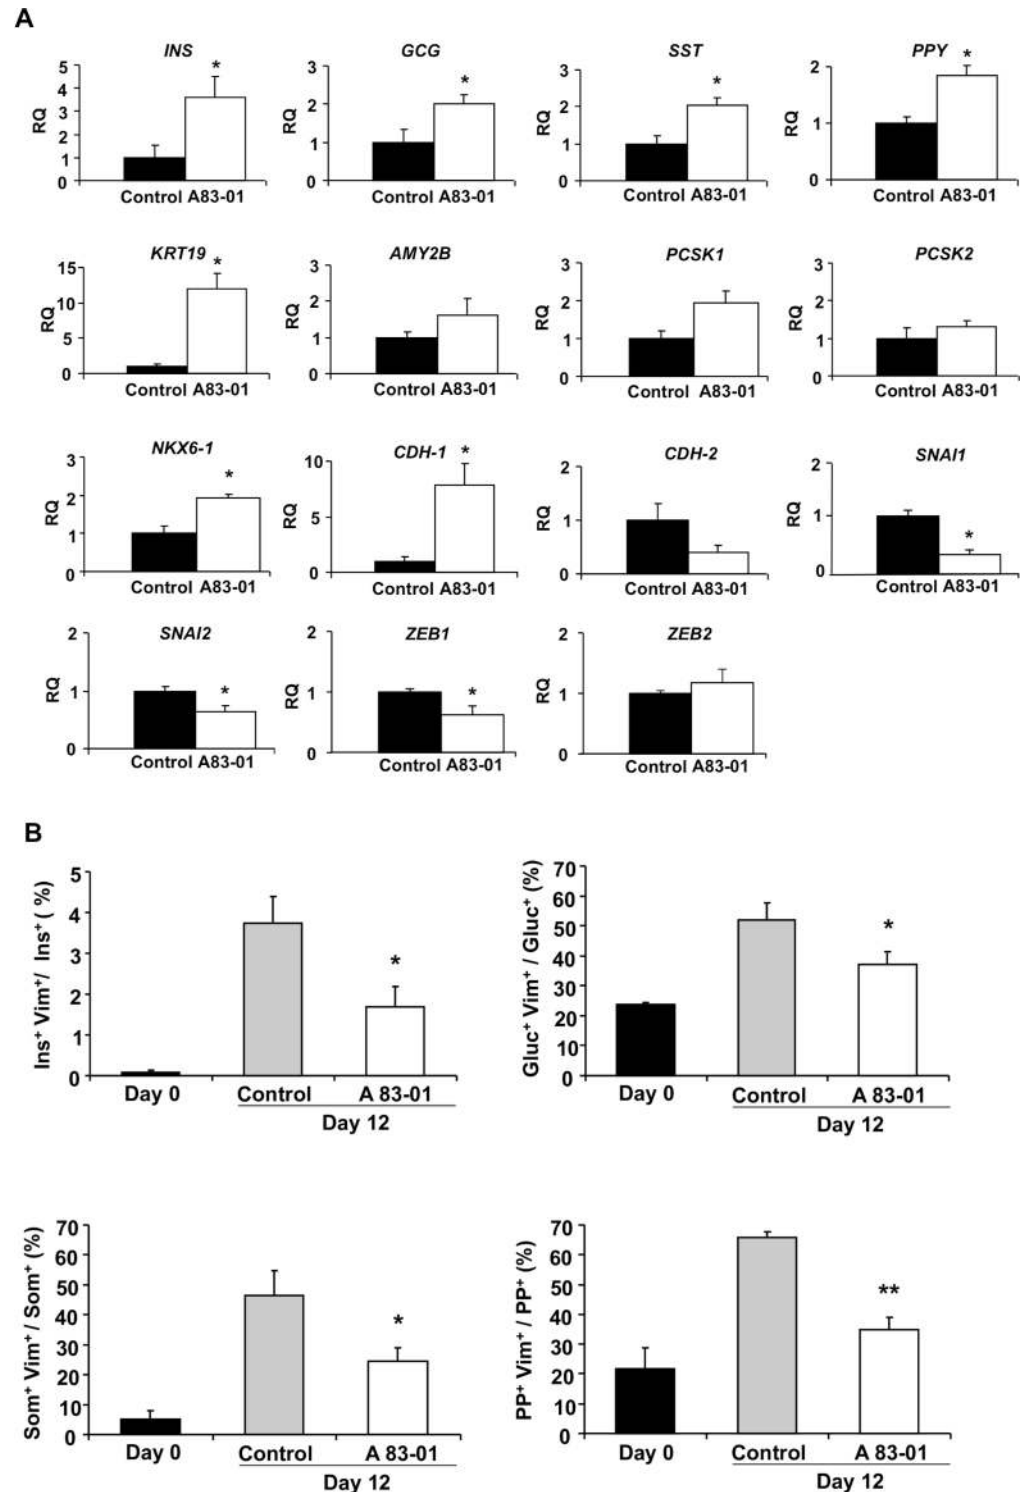 A
INS GCG SST PPY
* * * *
RQ 5 4 3 2 1 0
RQ 3 2 1 0
RQ 3 2 1 0
RQ 2 1 0
Control A83-01 Control A83-01 Control A83-01 Control A83-01
KRT19 AMY2B PCSK1 PCSK2
*
RQ 15 10 5 0
RQ 3 2 1 0
RQ 3 2 1 0
RQ 3 2 1 0
Control A83-01 Control A83-01 Control A83-01 Control A83-01
NKX6-1 CDH-1 CDH-2 SNAI1
* * *
RQ 3 2 1 0
RQ 10 5 0
RQ 2 1 0
RQ 2 1 0
Control A83-01 Control A83-01 Control A83-01 Control A83-01
SNAI2 ZEB1 ZEB2
* *
RQ 2 1 0
RQ 2 1 0
RQ 2 1 0
Control A83-01 Control A83-01 Control A83-01
B
Ins⁺ Vim⁺/ Ins⁺ ( %)
5 4 3 2 1 0
*
Day 0 Control A 83-01
Day 12
Gluc⁺ Vim⁺ / Gluc⁺ (%)
70 60 50 40 30 20 10 0
*
Day 0 Control A 83-01
Day 12
Som⁺ Vim⁺ / Som⁺ (%)
70 60 50 40 30 20 10 0
*
Day 0 Control A 83-01
Day 12
PP⁺ Vim⁺ / PP⁺ (%)
70 60 50 40 30 20 10 0
**
Day 0 Control A 83-01
Day 12